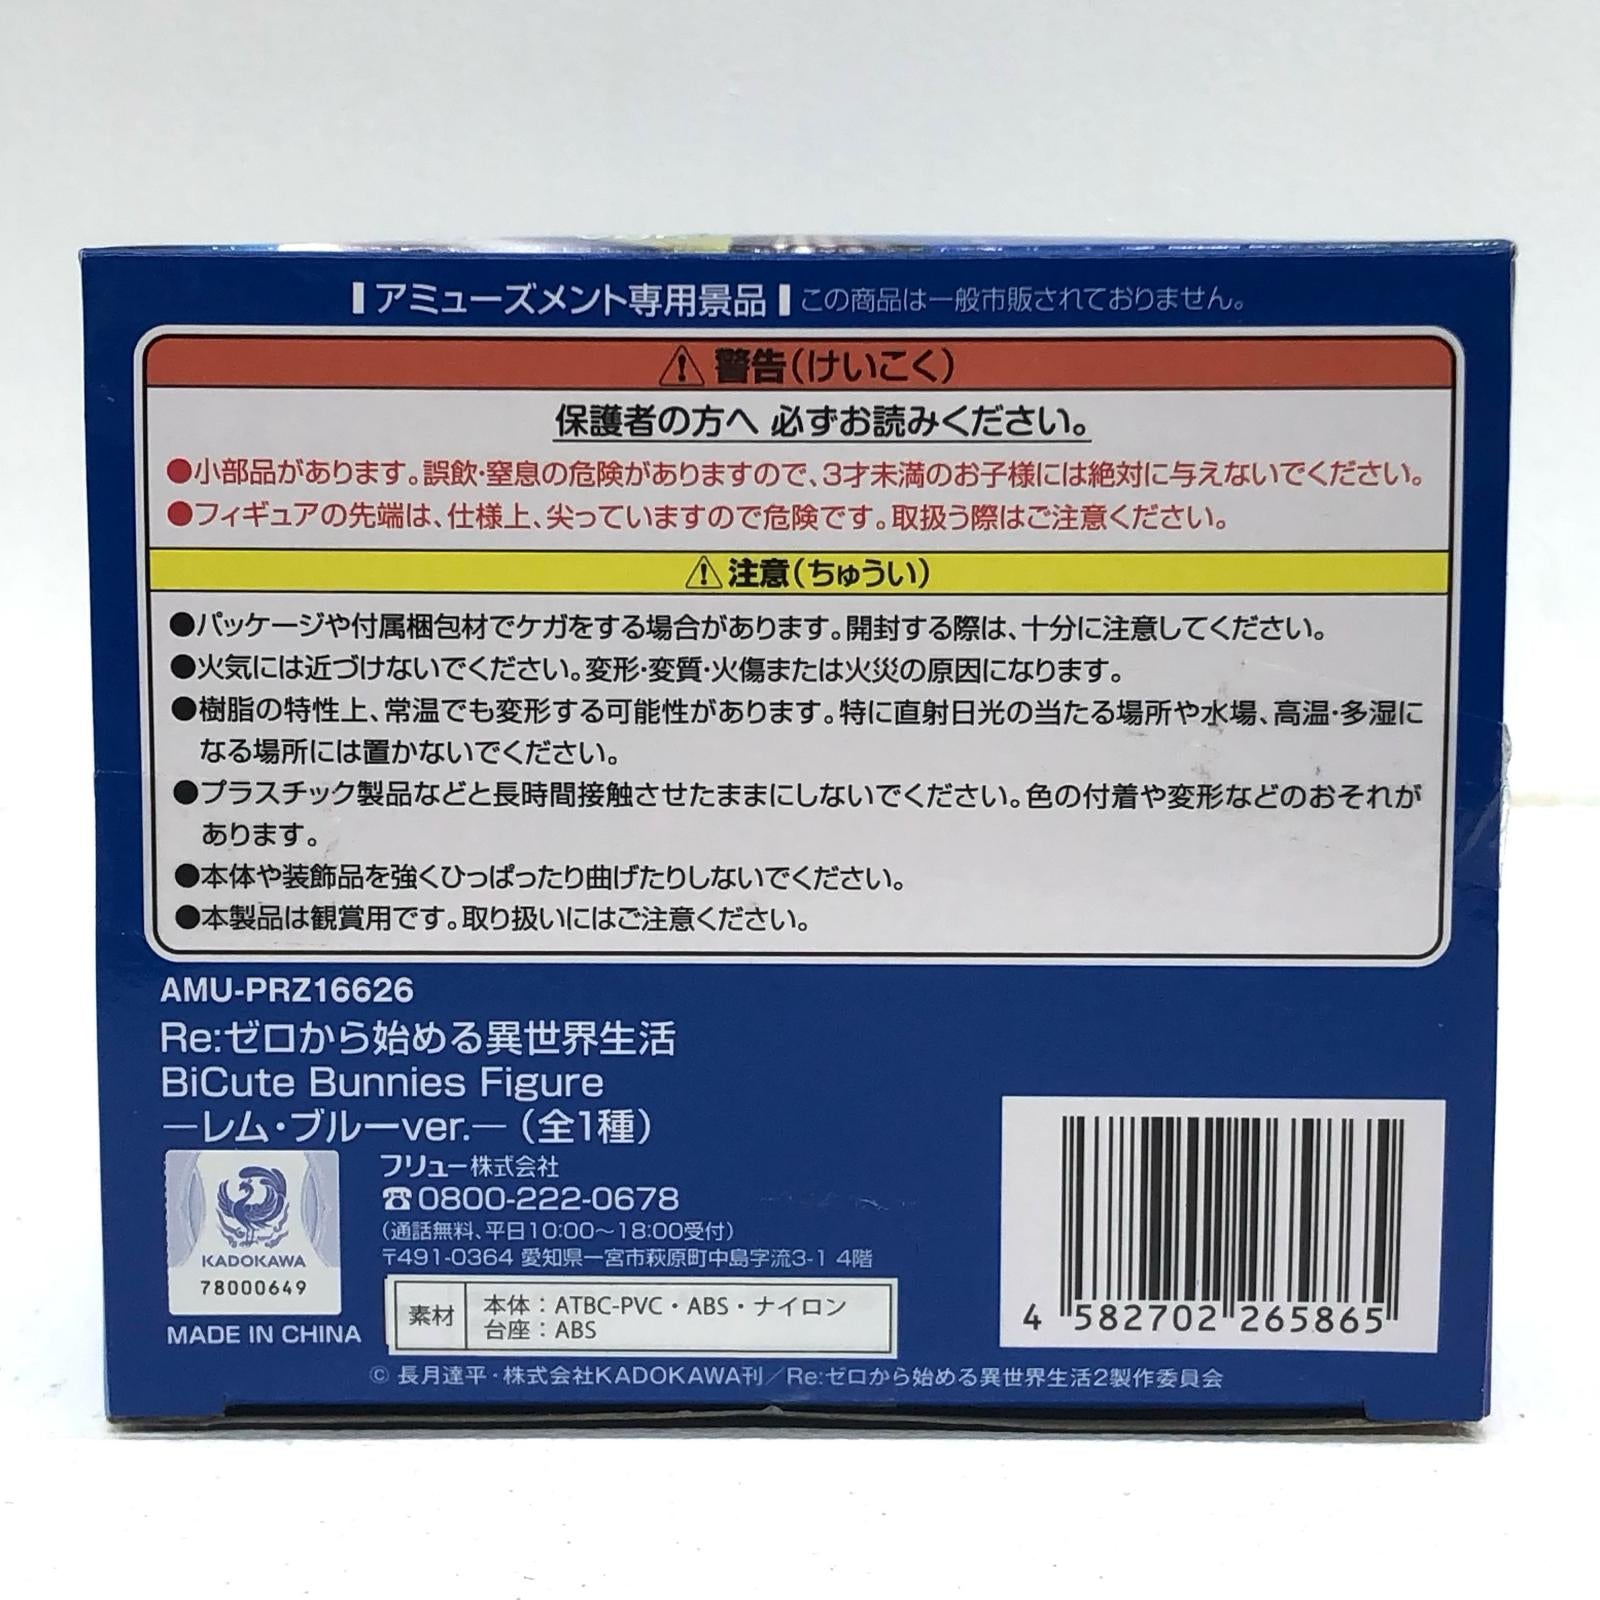 アミューズメント専用景品 この商品は一般市販されておりません。
警告(けいこく)
保護者の方へ 必ずお読みください。
●小部品があります。誤飲・窒息の危険がありますので、3才未満のお子様には絶対に与えないでください。
●フィギュアの先端は、仕様上、尖っていますので危険です。取扱う際はご注意ください。
注意(ちゅうい)
●パッケージや付属梱包材でケガをする場合があります。開封する際は、十分に注意してください。
●火気には近づけないでください。変形・変質・火傷または火災の原因になります。
●樹脂の特性上、常温でも変形する可能性があります。特に直射日光の当たる場所や水場、高温・多湿に
なる場所には置かないでください。
●プラスチック製品などと長時間接触させたままにしないでください。色の付着や変形などのおそれが
あります。
●本体や装飾品を強くひっぱったり曲げたりしないでください。
●本製品は観賞用です。取り扱いにはご注意ください。
AMU-PRZ16626
Re:ゼロから始める異世界生活
BiCute Bunnies Figure
―レム・ブルーver.―(全1種)
フリュー株式会社
☎0800-222-0678
(通話無料、平日10:00〜18:00受付)
〒491-0364 愛知県一宮市萩原町中島字流3-1 4階
KADOKAWA
78000649
MADE IN CHINA
素材 本体:ATBC-PVC・ABS・ナイロン
台座:ABS
4 582702 265865
© 長月達平・株式会社KADOKAWA刊/Re:ゼロから始める異世界生活2製作委員会